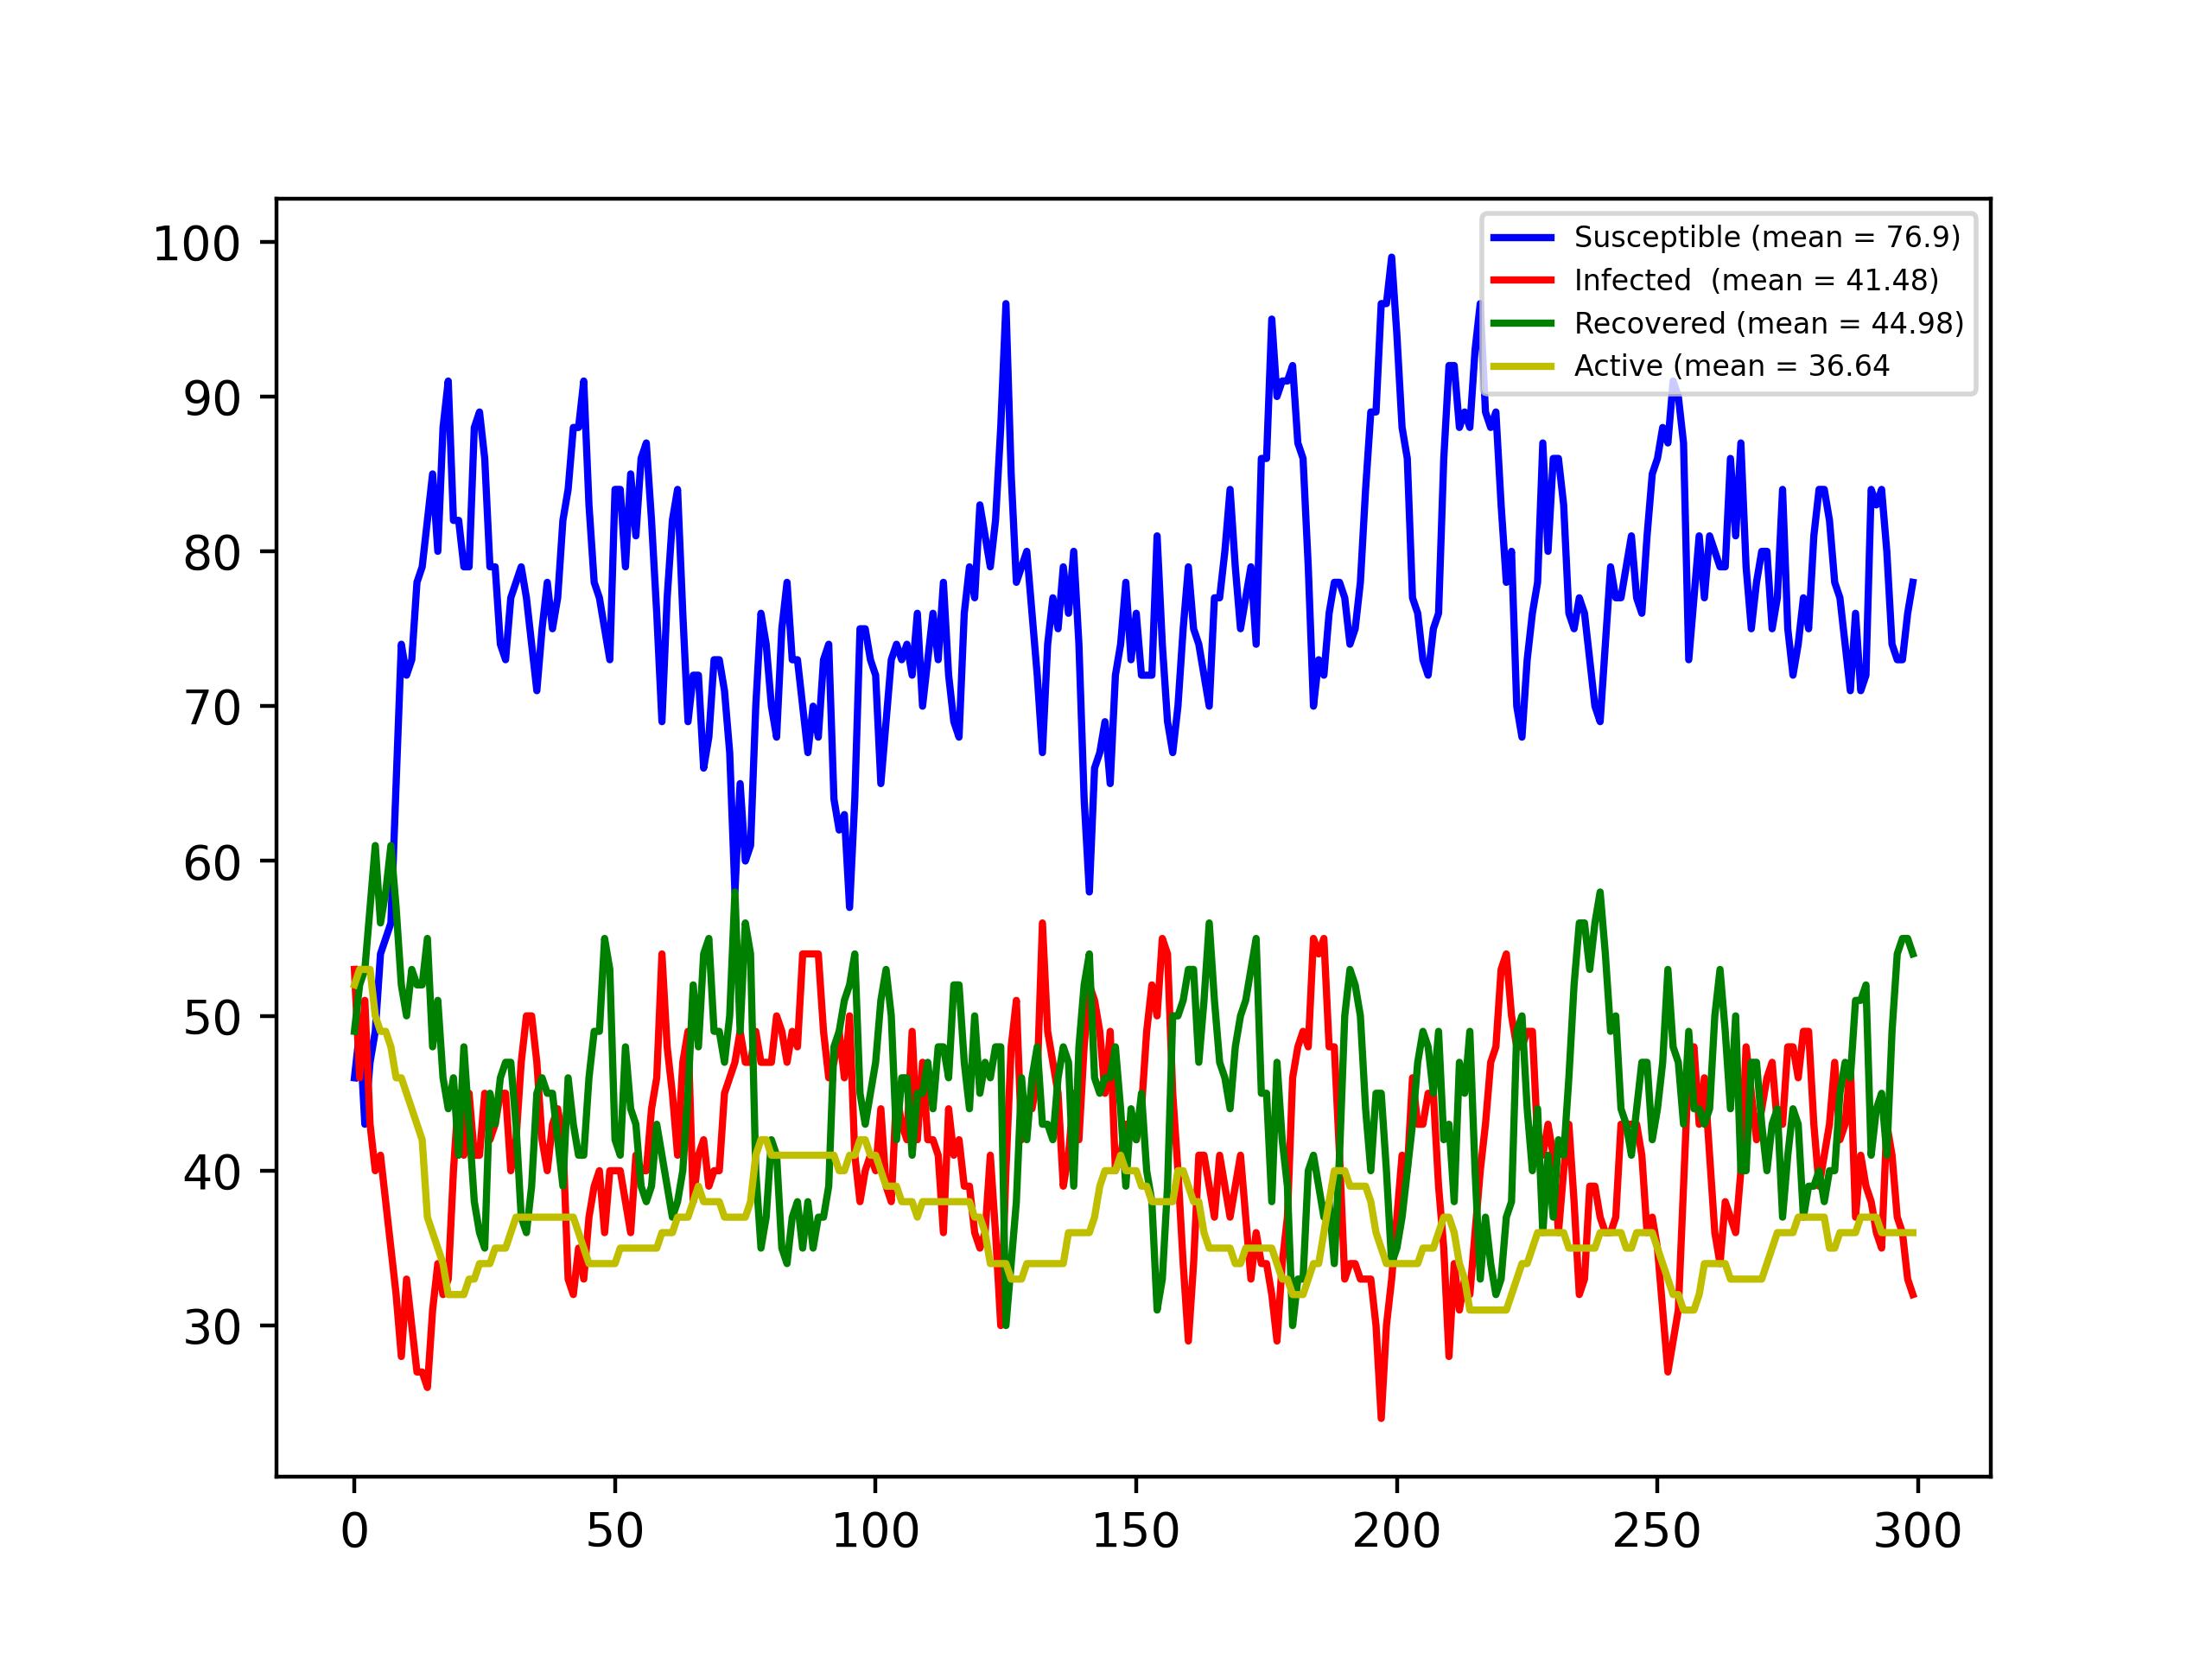 100
90
80
70
60
50
40
30
0 50 100 150 200 250 300
Susceptible (mean = 76.9)
Infected  (mean = 41.48)
Recovered (mean = 44.98)
Active (mean = 36.64